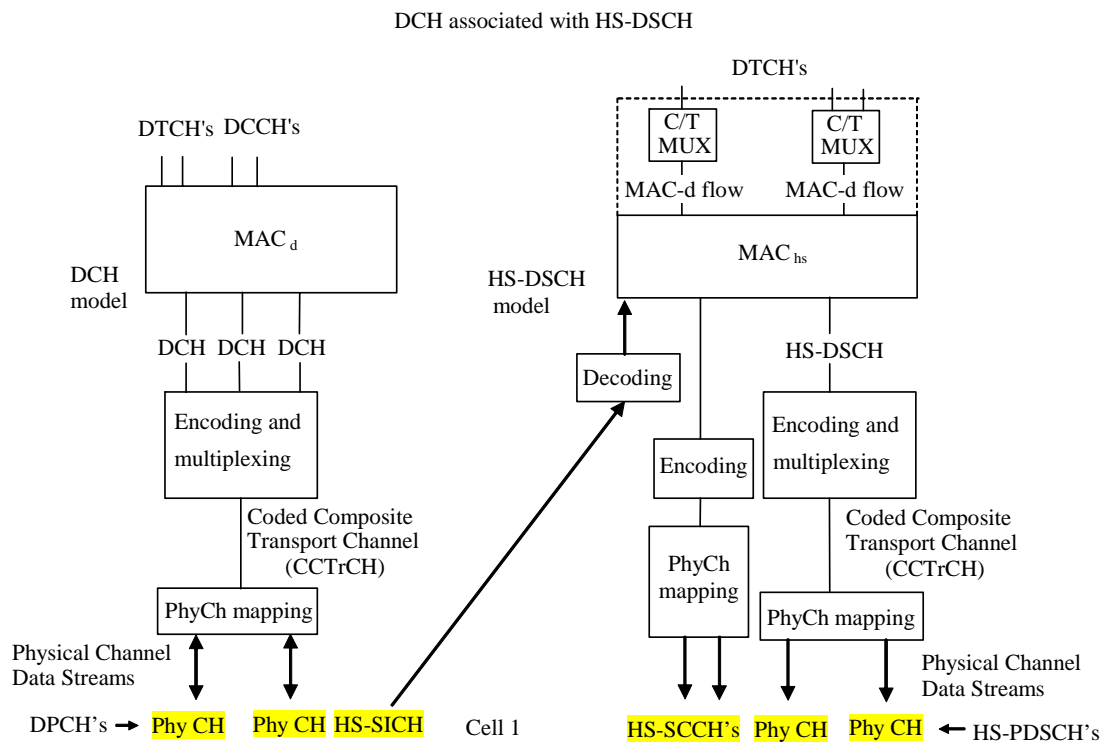 DCH associated with HS-DSCH
DTCH's
DTCH's DCCH's
C/T
MUX
C/T
MUX
MAC-d flow
MAC-d flow
MAC d
MAC hs
DCH
model
HS-DSCH
model
DCH DCH DCH
HS-DSCH
Decoding
Encoding and
multiplexing
Encoding
Encoding and
multiplexing
Coded Composite
Transport Channel
(CCTrCH)
Coded Composite
Transport Channel
(CCTrCH)
PhyCh
mapping
PhyCh mapping
PhyCh mapping
Physical Channel
Data Streams
Physical Channel
Data Streams
DPCH's Phy CH Phy CH HS-SICH Cell 1 HS-SCCH's Phy CH Phy CH HS-PDSCH's